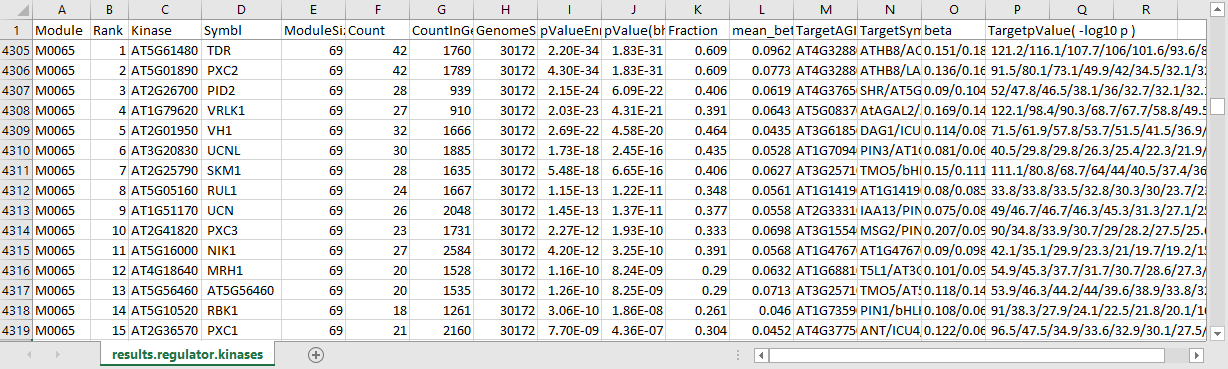 A B C D E F G H I J K L M N O P Q R
1 Module Rank Kinase Symbl ModuleSiz Count CountInGe GenomeS pValueEnr pValue(bh Fraction mean_bet TargetAGI TargetSym beta TargetpValue( -log10 p )
4305 M0065 1 AT5G61480 TDR 69 42 1760 30172 2.20E-34 1.83E-31 0.609 0.0962 AT4G3288 ATHB8/AC 0.151/0.18 121.2/116.1/107.7/106/101.6/93.6/8
4306 M0065 2 AT5G01890 PXC2 69 42 1789 30172 4.30E-34 1.83E-31 0.609 0.0773 AT4G3288 ATHB8/LA 0.136/0.16 91.5/80.1/73.1/49.9/42/34.5/32.1/3
4307 M0065 3 AT2G26700 PID2 69 28 939 30172 2.15E-24 6.09E-22 0.406 0.0619 AT4G3765 SHR/AT5G 0.09/0.104 52/47.8/46.5/38.1/36/32.7/32.1/32.1
4308 M0065 4 AT1G79620 VRLK1 69 27 910 30172 2.03E-23 4.31E-21 0.391 0.0643 AT5G0837 AtAGAL2/ 0.169/0.14 122.1/98.4/90.3/68.7/67.7/58.8/49.5
4309 M0065 5 AT2G01950 VH1 69 32 1666 30172 2.69E-22 4.58E-20 0.464 0.0435 AT3G6185 DAG1/ICU 0.114/0.08 71.5/61.9/57.8/53.7/51.5/41.5/36.9/
4310 M0065 6 AT3G20830 UCNL 69 30 1885 30172 1.73E-18 2.45E-16 0.435 0.0528 AT1G7094 PIN3/AT1 0.081/0.06 40.5/29.8/29.8/26.3/25.4/22.3/21.9/
4311 M0065 7 AT2G25790 SKM1 69 28 1635 30172 5.48E-18 6.65E-16 0.406 0.0627 AT3G2571 TMO5/bHL 0.15/0.111 111.1/80.8/68.7/64/44/40.5/37.4/36
4312 M0065 8 AT5G05160 RUL1 69 24 1667 30172 1.15E-13 1.22E-11 0.348 0.0561 AT1G1419 AT1G1419 0.08/0.085 33.8/33.8/33.5/32.8/30.3/30/23.7/23
4313 M0065 9 AT1G51170 UCN 69 26 2048 30172 1.45E-13 1.37E-11 0.377 0.0558 AT2G3331 IAA13/PIN 0.075/0.08 49/46.7/46.7/46.3/45.3/31.3/27.1/25
4314 M0065 10 AT2G41820 PXC3 69 23 1731 30172 2.27E-12 1.93E-10 0.333 0.0698 AT3G1554 MSG2/PIN 0.207/0.09 90/34.8/33.9/30.7/29/28.2/27.5/25.6
4315 M0065 11 AT5G16000 NIK1 69 27 2584 30172 4.20E-12 3.25E-10 0.391 0.0568 AT1G4767 AT1G4767 0.09/0.098 42.1/35.1/29.9/23.3/21/19.7/19.2/15
4316 M0065 12 AT4G18640 MRH1 69 20 1528 30172 1.16E-10 8.24E-09 0.29 0.0632 AT1G6881 T5L1/AT3G 0.101/0.09 54.9/45.3/37.7/31.7/30.7/28.6/27.3/
4317 M0065 13 AT5G56460 AT5G56460 69 20 1535 30172 1.26E-10 8.25E-09 0.29 0.0713 AT3G2571 TMO5/AT5 0.118/0.14 53.9/46.3/44.2/44/39.6/38.9/33.8/32
4318 M0065 14 AT5G10520 RBK1 69 18 1261 30172 3.06E-10 1.86E-08 0.261 0.046 AT1G7359 PIN1/bHLH 0.108/0.06 91/38.3/27.9/24.1/22.5/21.8/20.1/16
4319 M0065 15 AT2G36570 PXC1 69 21 2160 30172 7.70E-09 4.36E-07 0.304 0.0452 AT4G3775 ANT/ICU4 0.122/0.06 96.5/47.5/34.9/33.6/32.9/30.1/27.5/
results.regulator.kinases